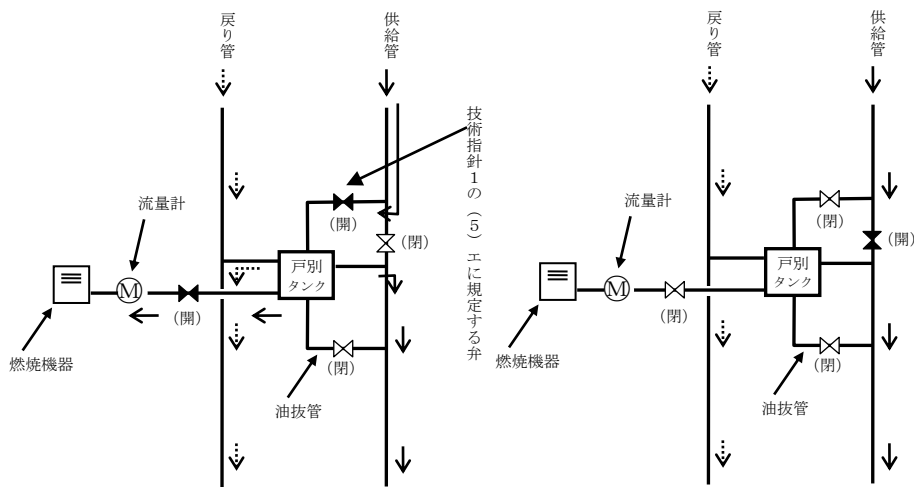 戻り管
供給管
技術指針１の（５）エに規定する弁
流量計
（開）
（閉）
戸別
タンク
M
（開）
（閉）
燃焼機器
油抜管
戻り管
供給管
流量計
（閉）
（開）
戸別
タンク
M
（閉）
（閉）
燃焼機器
油抜管